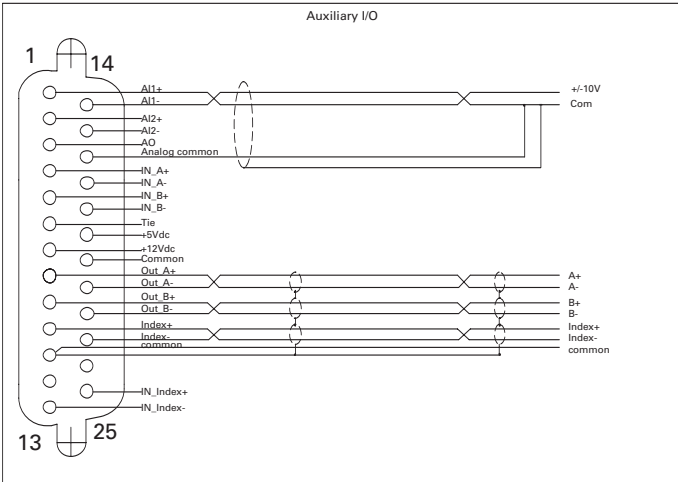 Auxiliary I/O
1
14
AI1+
+/-10V
AI1-
Com
AI2+
AI2-
AO
Analog common
IN_A+
IN_A-
IN_B+
IN_B-
Tie
+5Vdc
+12Vdc
Common
Out_A+
A+
Out_A-
A-
Out_B+
B+
Out_B-
B-
Index+
Index+
Index-
Index-
common
common
IN_Index+
IN_Index-
13
25